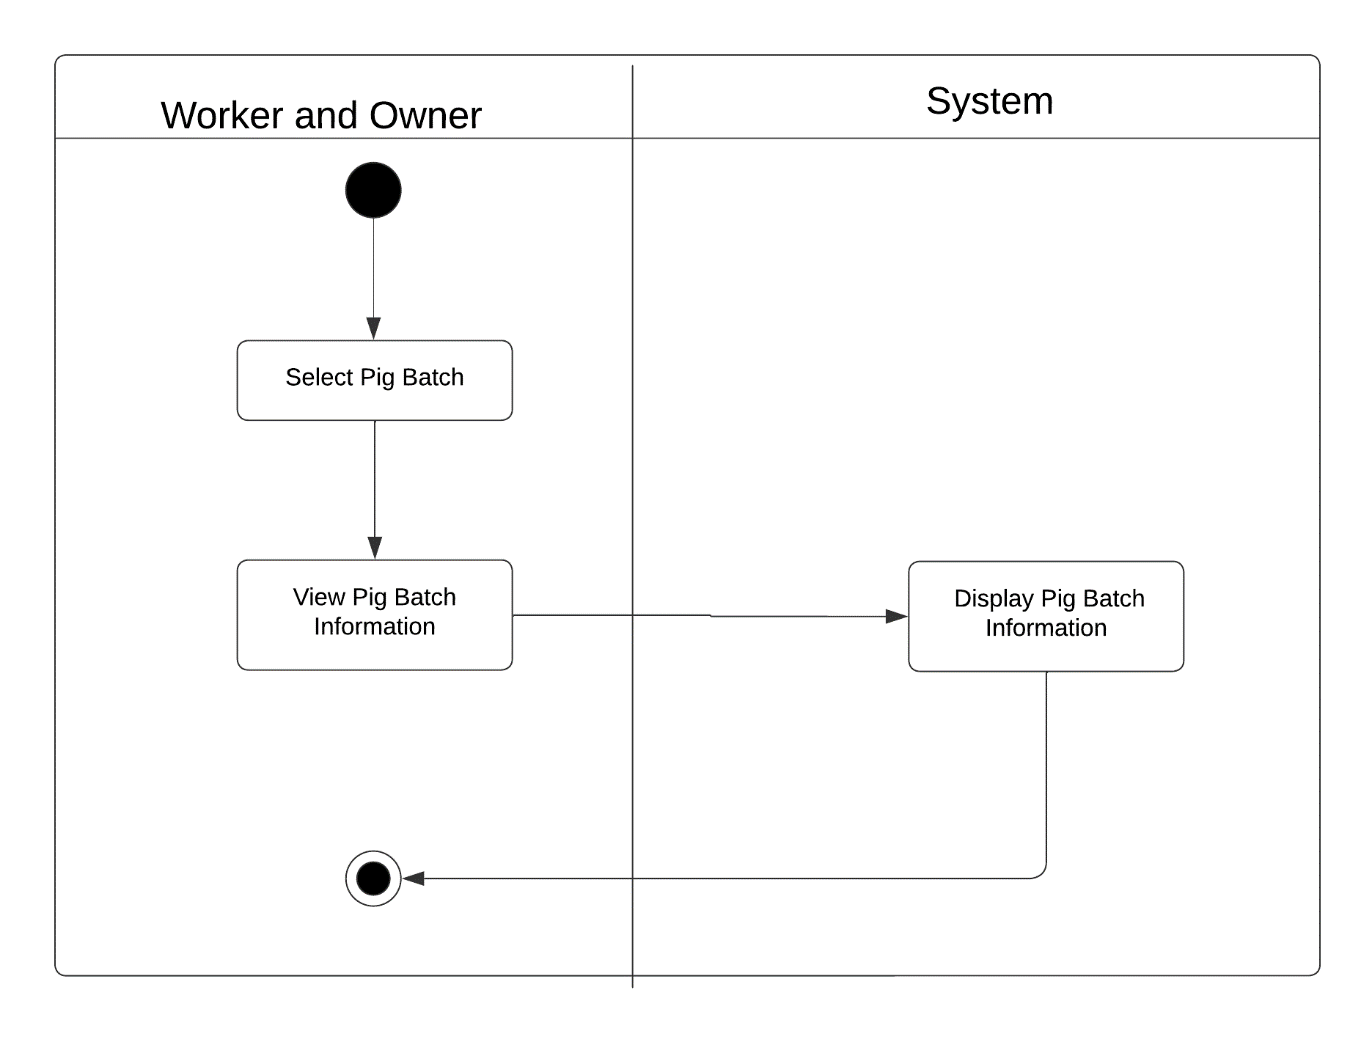 Worker and Owner
System
Select Pig Batch
View Pig Batch
Information
Display Pig Batch
Information